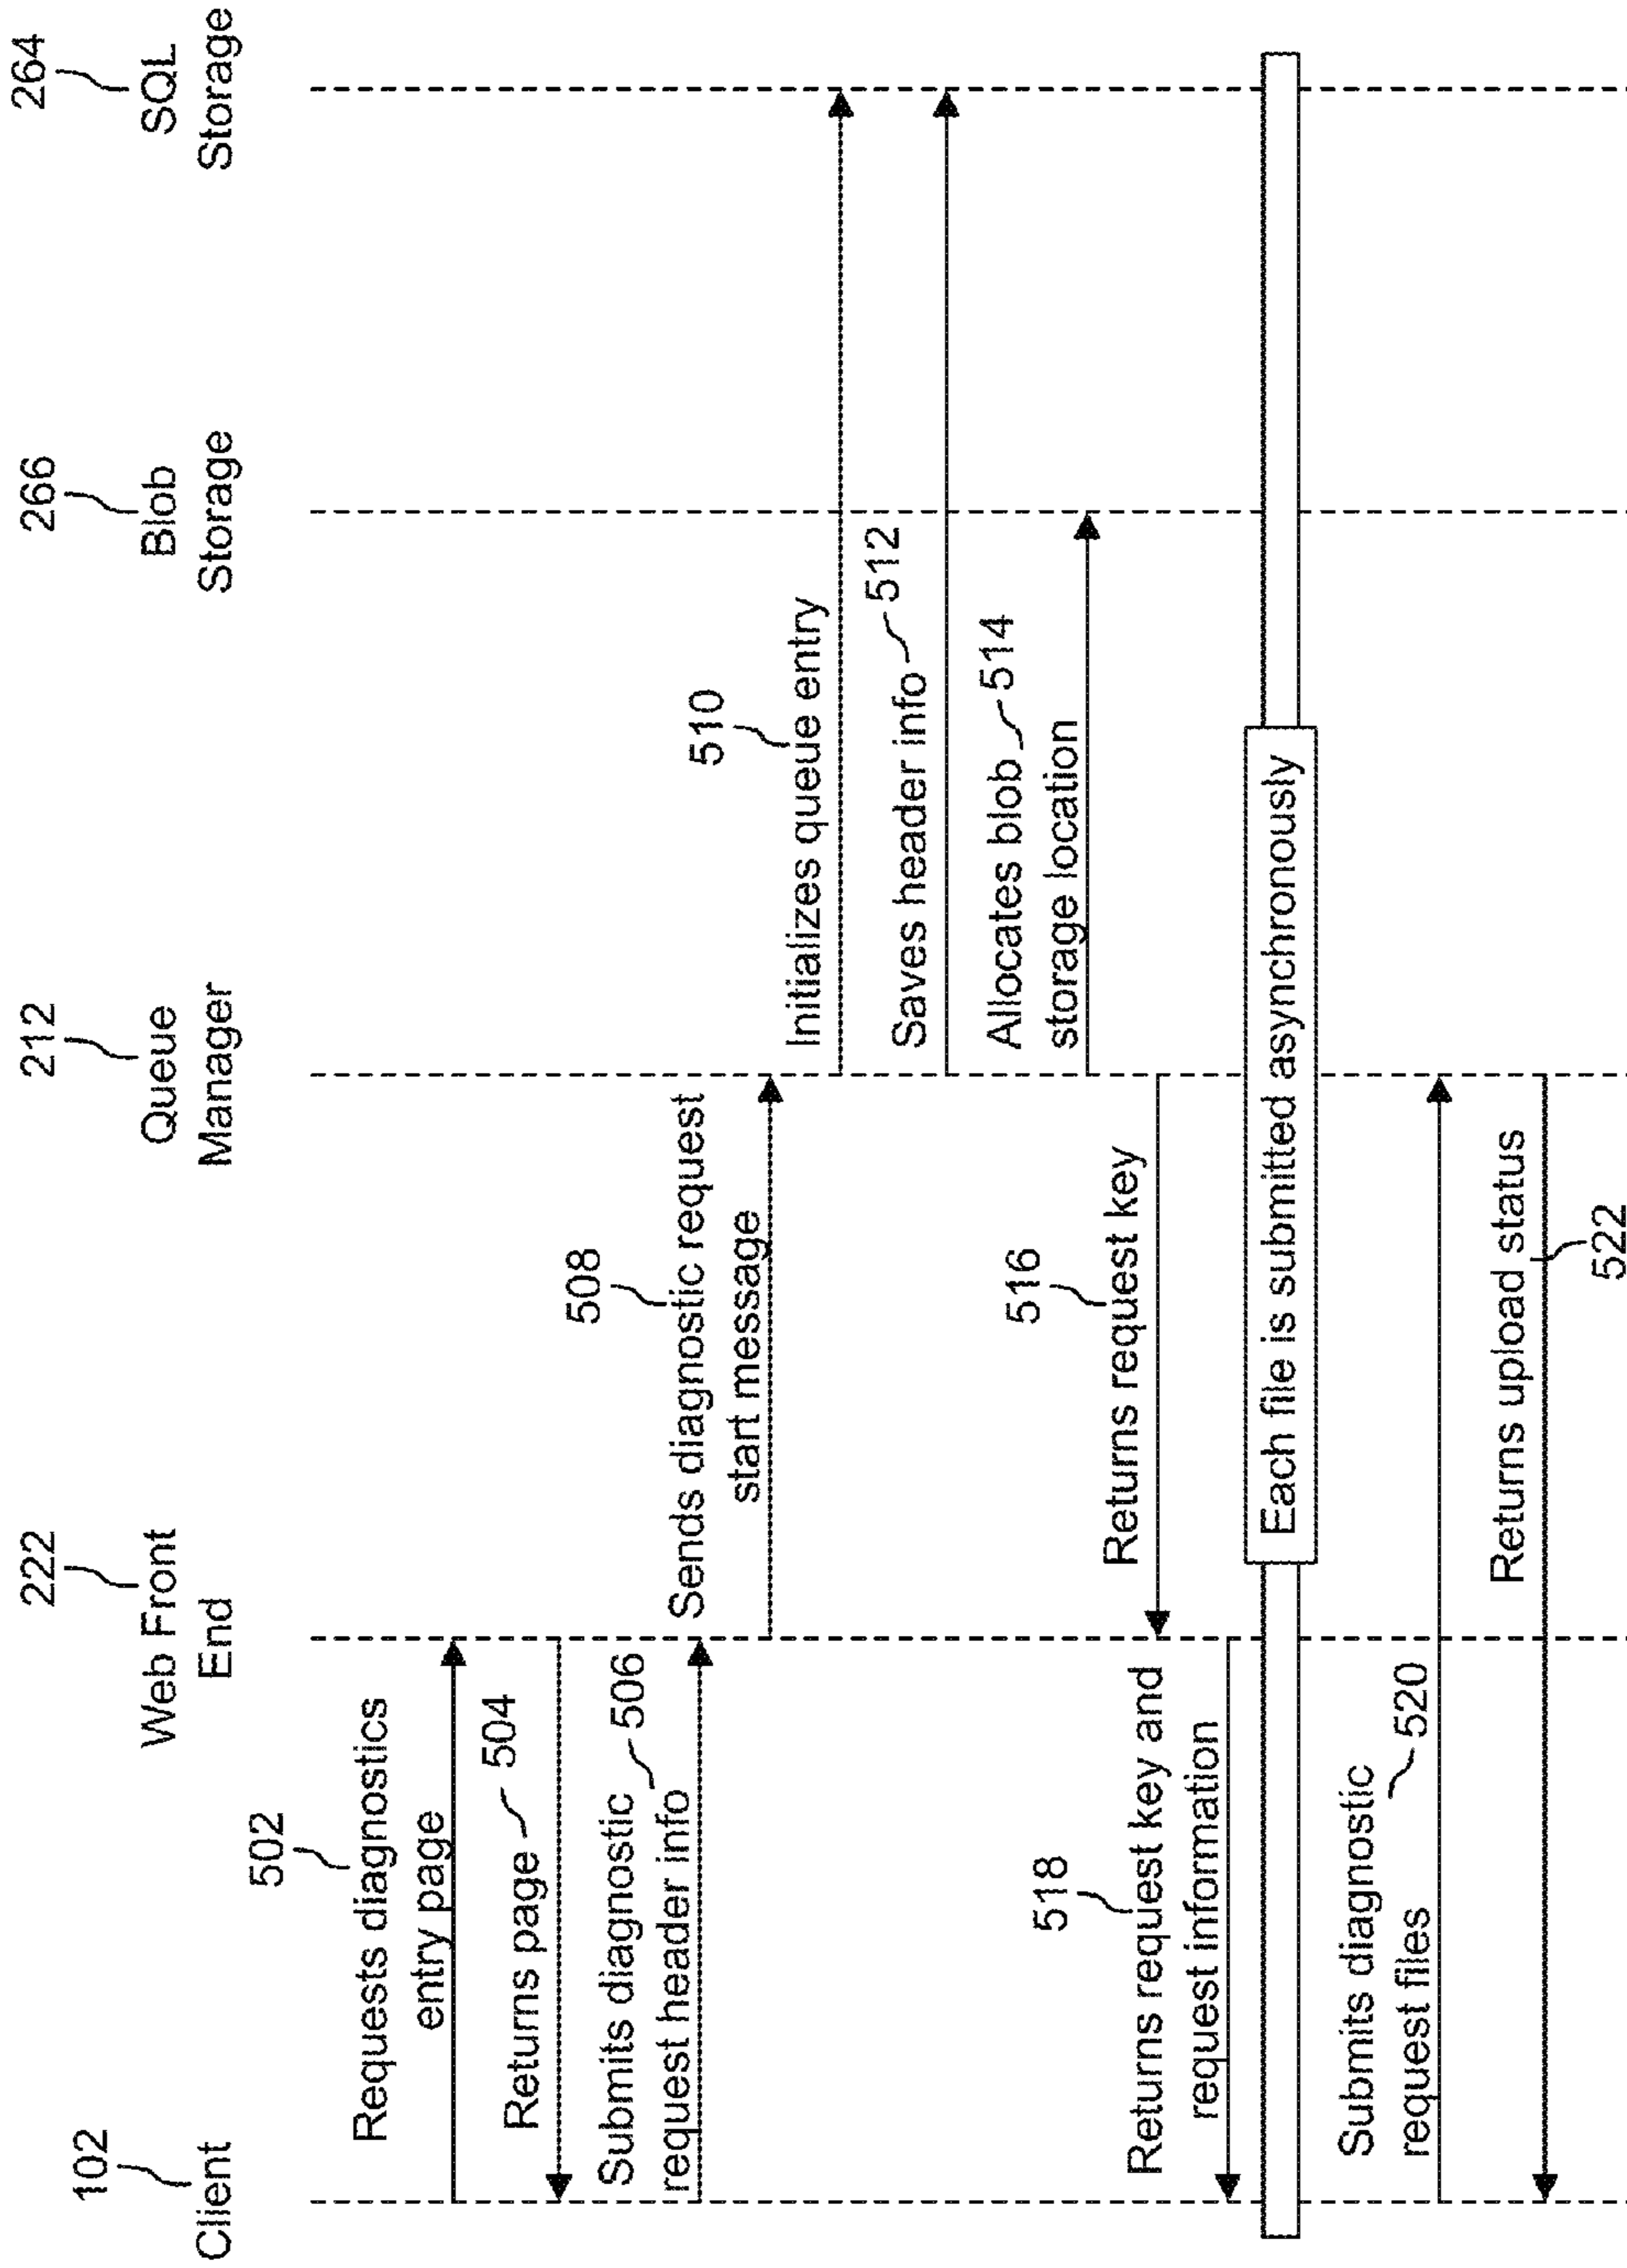 102
Client
222
Web Front
End
212
Queue
Manager
266
Blob
Storage
264
SQL
Storage
502
Requests diagnostics
entry page
Returns page 504
Submits diagnostic 506
request header info
508
Sends diagnostic request
start message
510
Initializes queue entry
Saves header info 512
Allocates blob 514
storage location
516
Returns request key
518
Returns request key and
request information
Each file is submitted asynchronously
Submits diagnostic
request files 520
Returns upload status
522